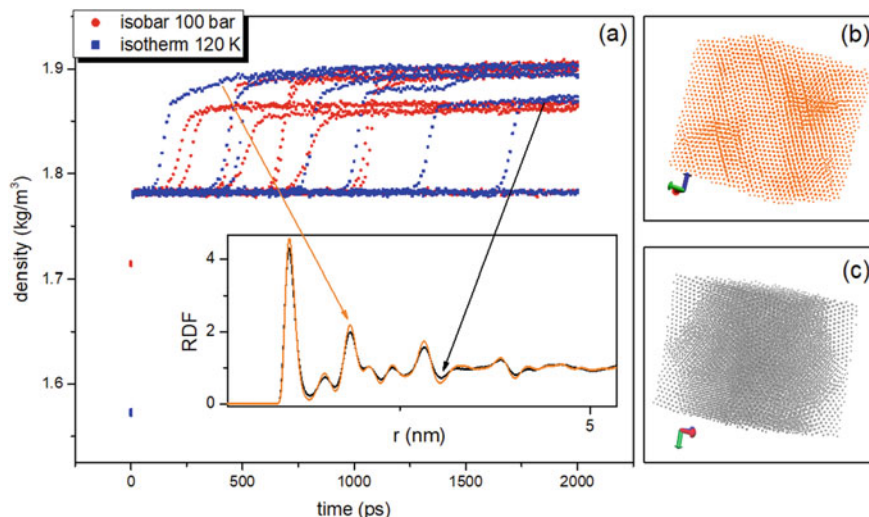 isobar 100 bar
isotherm 120 K
(a)
(b)
(c)
density (kg/m³)
1.9
1.8
1.7
1.6
RDF
4
2
0
5
r (nm)
0
500
1000
1500
2000
time (ps)